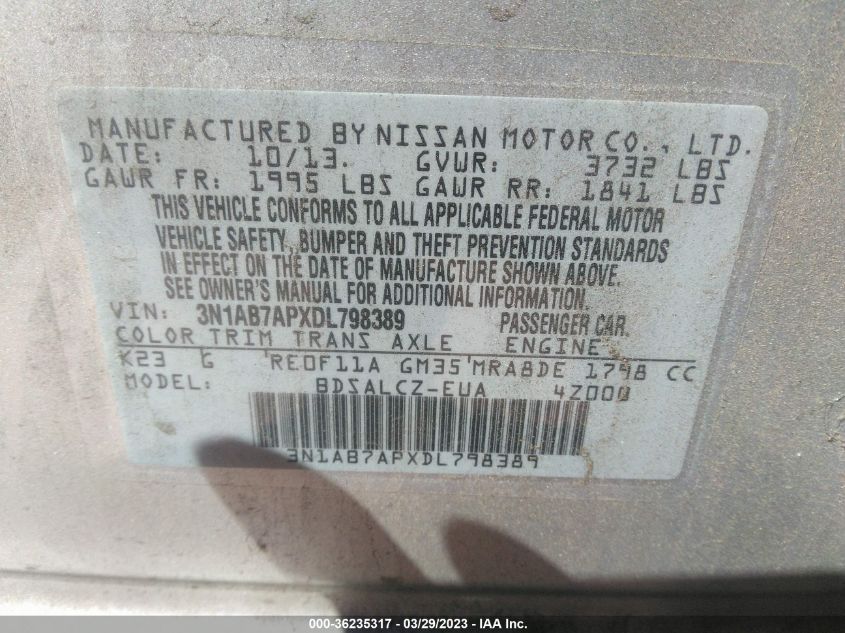 MANUFACTURED BY NISSAN MOTOR CO., LTD.
DATE: 10/13. GVWR: 3732 LBS
GAWR FR: 1995 LBS GAWR RR: 1841 LBS
THIS VEHICLE CONFORMS TO ALL APPLICABLE FEDERAL MOTOR
VEHICLE SAFETY, BUMPER AND THEFT PREVENTION STANDARDS
IN EFFECT ON THE DATE OF MANUFACTURE SHOWN ABOVE.
SEE OWNER'S MANUAL FOR ADDITIONAL INFORMATION
VIN: 3N1AB7APXDL798389 PASSENGER CAR.
COLOR TRIM TRANS AXLE ENGINE
K23 G RE0F11A GM35 MRA8DE 1798 CC
MODEL: BDSALCZ-EUA 4Z000
3N1AB7APXDL798389
000-36235317 - 03/29/2023 - IAA Inc.